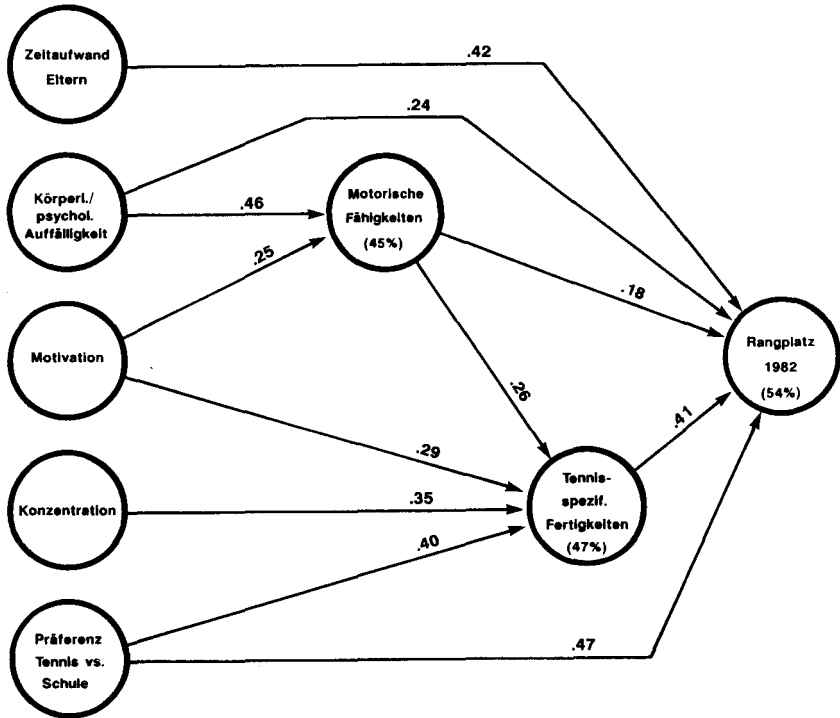 Zeitaufwand
Eltern
.42
.24
Körperl./
psychol.
Auffälligkeit
.46
Motorische
Fähigkeiten
(45%)
.25
.18
Motivation
Rangplatz
1982
(54%)
.26
.41
.29
Konzentration
.35
Tennis-
spezif.
Fertigkeiten
(47%)
.40
Präferenz
Tennis vs.
Schule
.47